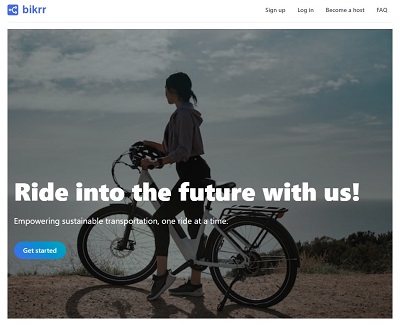 bikrr
Sign up
Log in
Become a host
FAQ
Ride into the future with us!
Empowering sustainable transportation, one ride at a time.
Get started